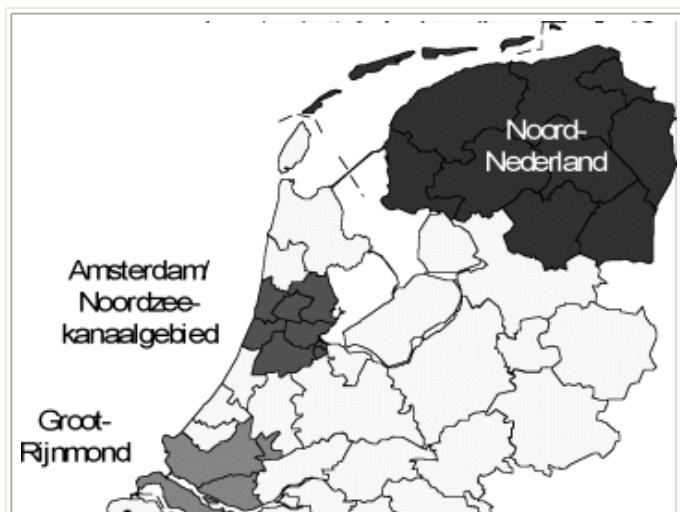 Noord-
Nederland
Amsterdam/
Noordzee-
kanaalgebied
Groot-
Rijnmond